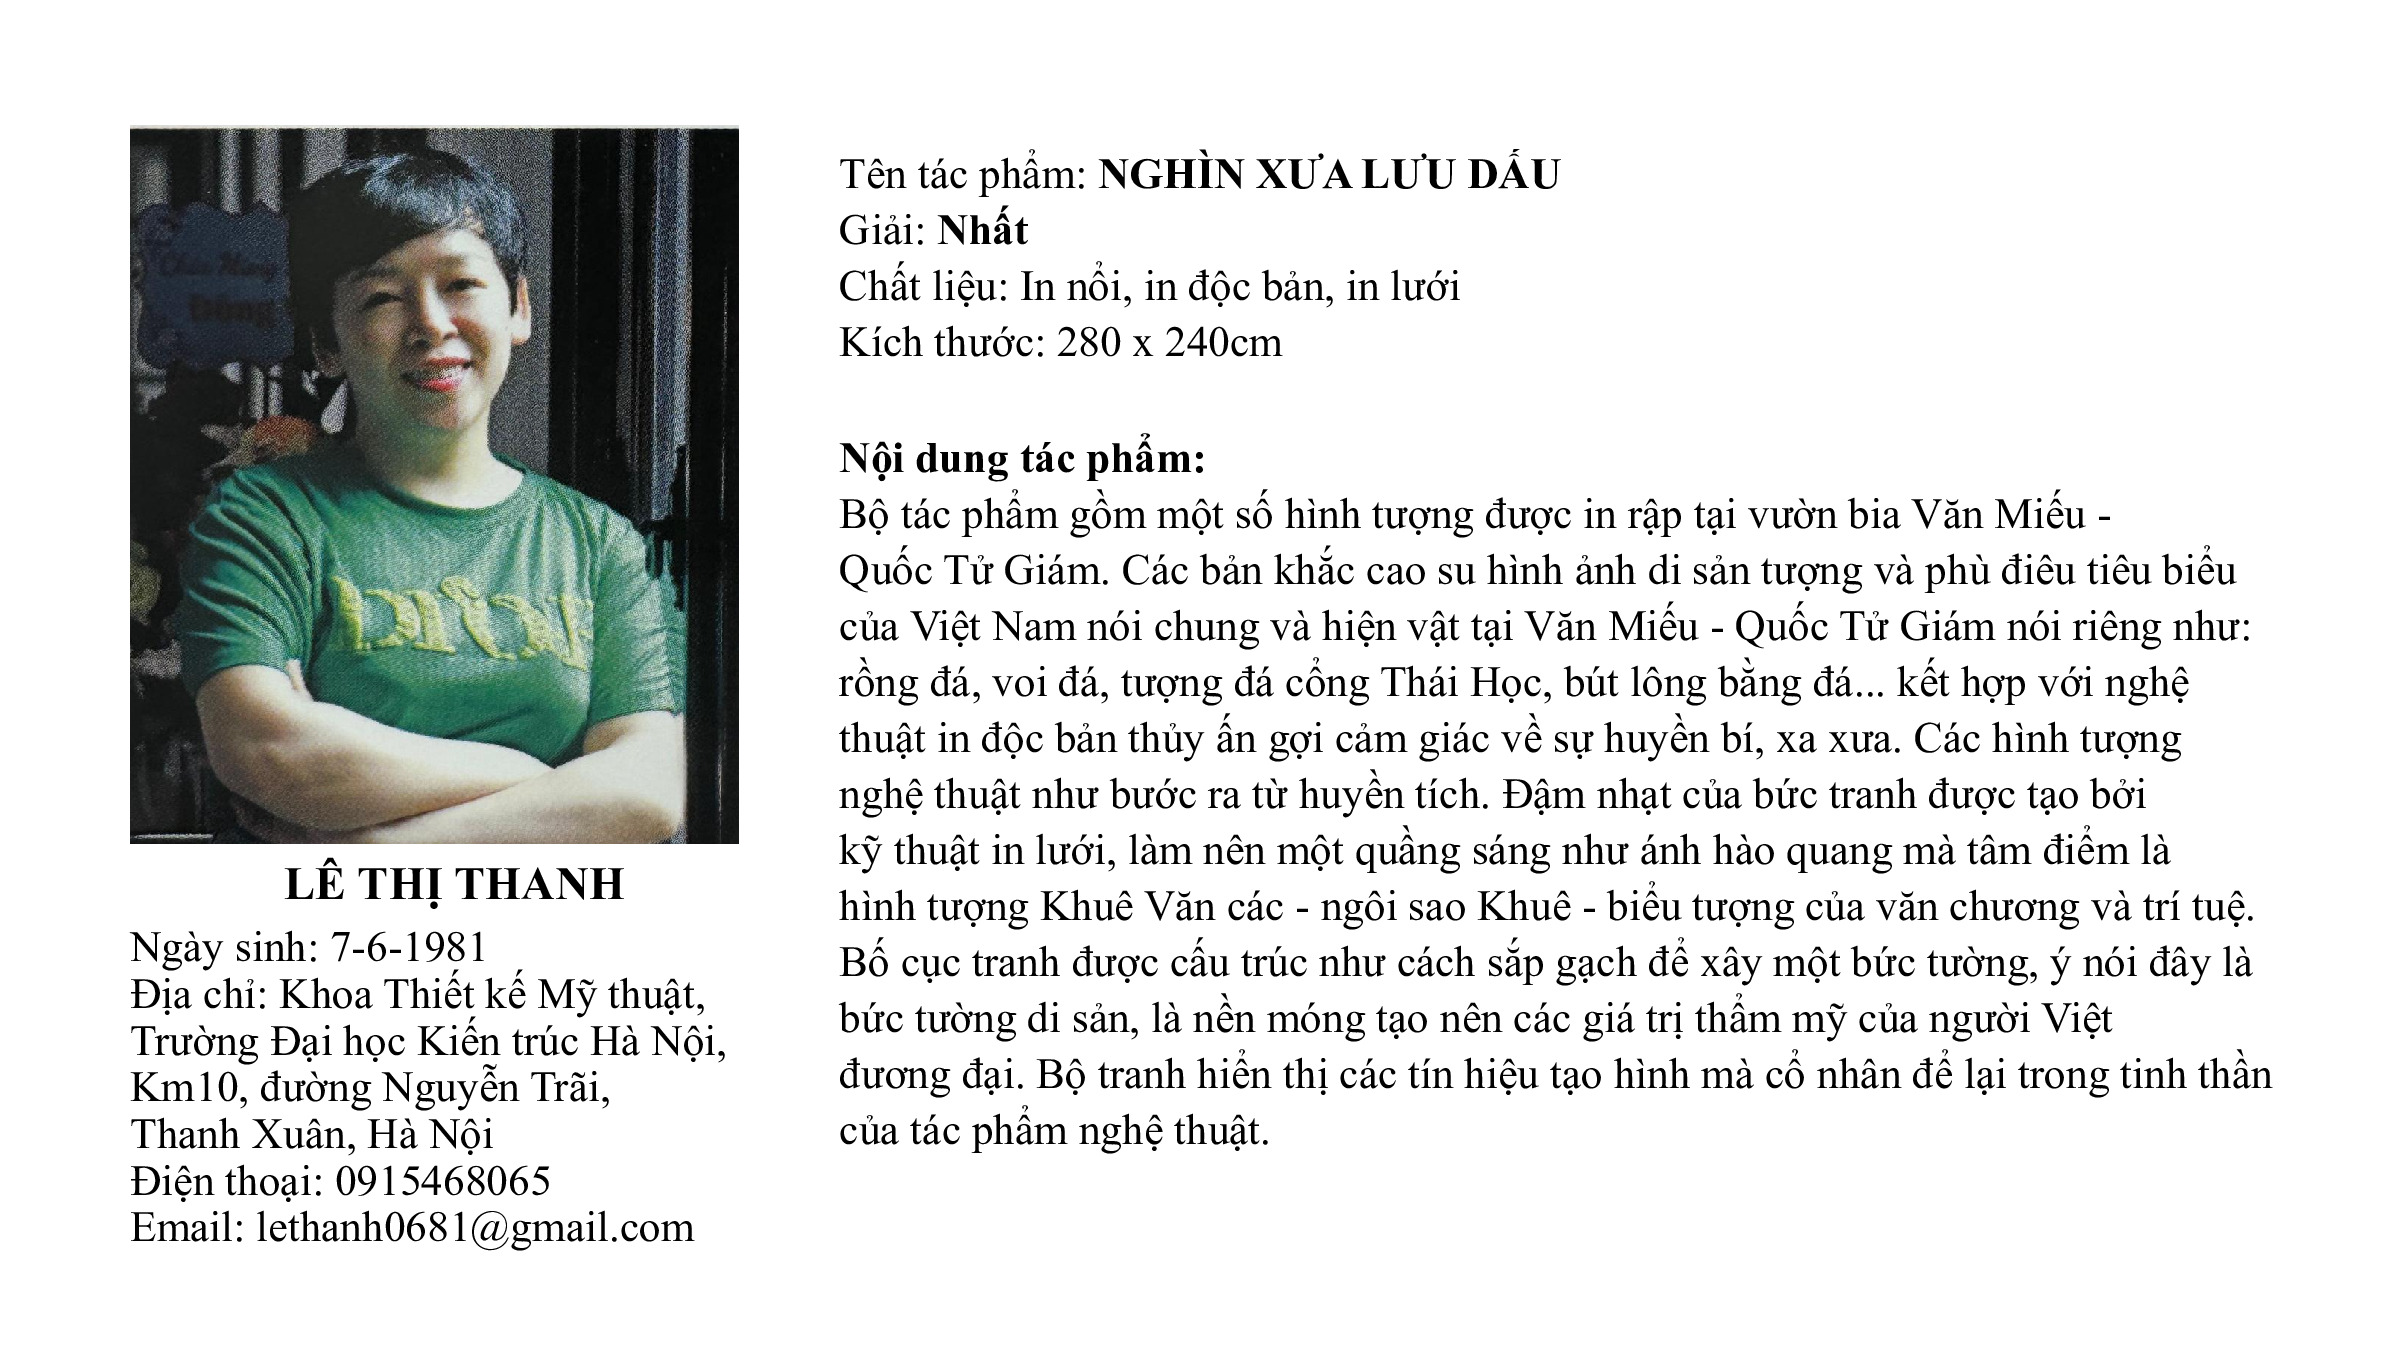 LÊ THỊ THANH
Ngày sinh: 7-6-1981
Địa chỉ: Khoa Thiết kế Mỹ thuật,
Trường Đại học Kiến trúc Hà Nội,
Km10, đường Nguyễn Trãi,
Thanh Xuân, Hà Nội
Điện thoại: 0915468065
Email: lethanh0681@gmail.com
Tên tác phẩm: NGHÌN XƯA LƯU DẤU
Giải: Nhất
Chất liệu: In nổi, in độc bản, in lưới
Kích thước: 280 x 240cm
Nội dung tác phẩm:
Bộ tác phẩm gồm một số hình tượng được in rập tại vườn bia Văn Miếu -
Quốc Tử Giám. Các bản khắc cao su hình ảnh di sản tượng và phù điêu tiêu biểu
của Việt Nam nói chung và hiện vật tại Văn Miếu - Quốc Tử Giám nói riêng như:
rồng đá, voi đá, tượng đá cổng Thái Học, bút lông bằng đá... kết hợp với nghệ
thuật in độc bản thủy ấn gợi cảm giác về sự huyền bí, xa xưa. Các hình tượng
nghệ thuật như bước ra từ huyền tích. Đậm nhạt của bức tranh được tạo bởi
kỹ thuật in lưới, làm nên một quầng sáng như ánh hào quang mà tâm điểm là
hình tượng Khuê Văn các - ngôi sao Khuê - biểu tượng của văn chương và trí tuệ.
Bố cục tranh được cấu trúc như cách sắp gạch để xây một bức tường, ý nói đây là
bức tường di sản, là nền móng tạo nên các giá trị thẩm mỹ của người Việt
đương đại. Bộ tranh hiển thị các tín hiệu tạo hình mà cổ nhân để lại trong tinh thần
của tác phẩm nghệ thuật.